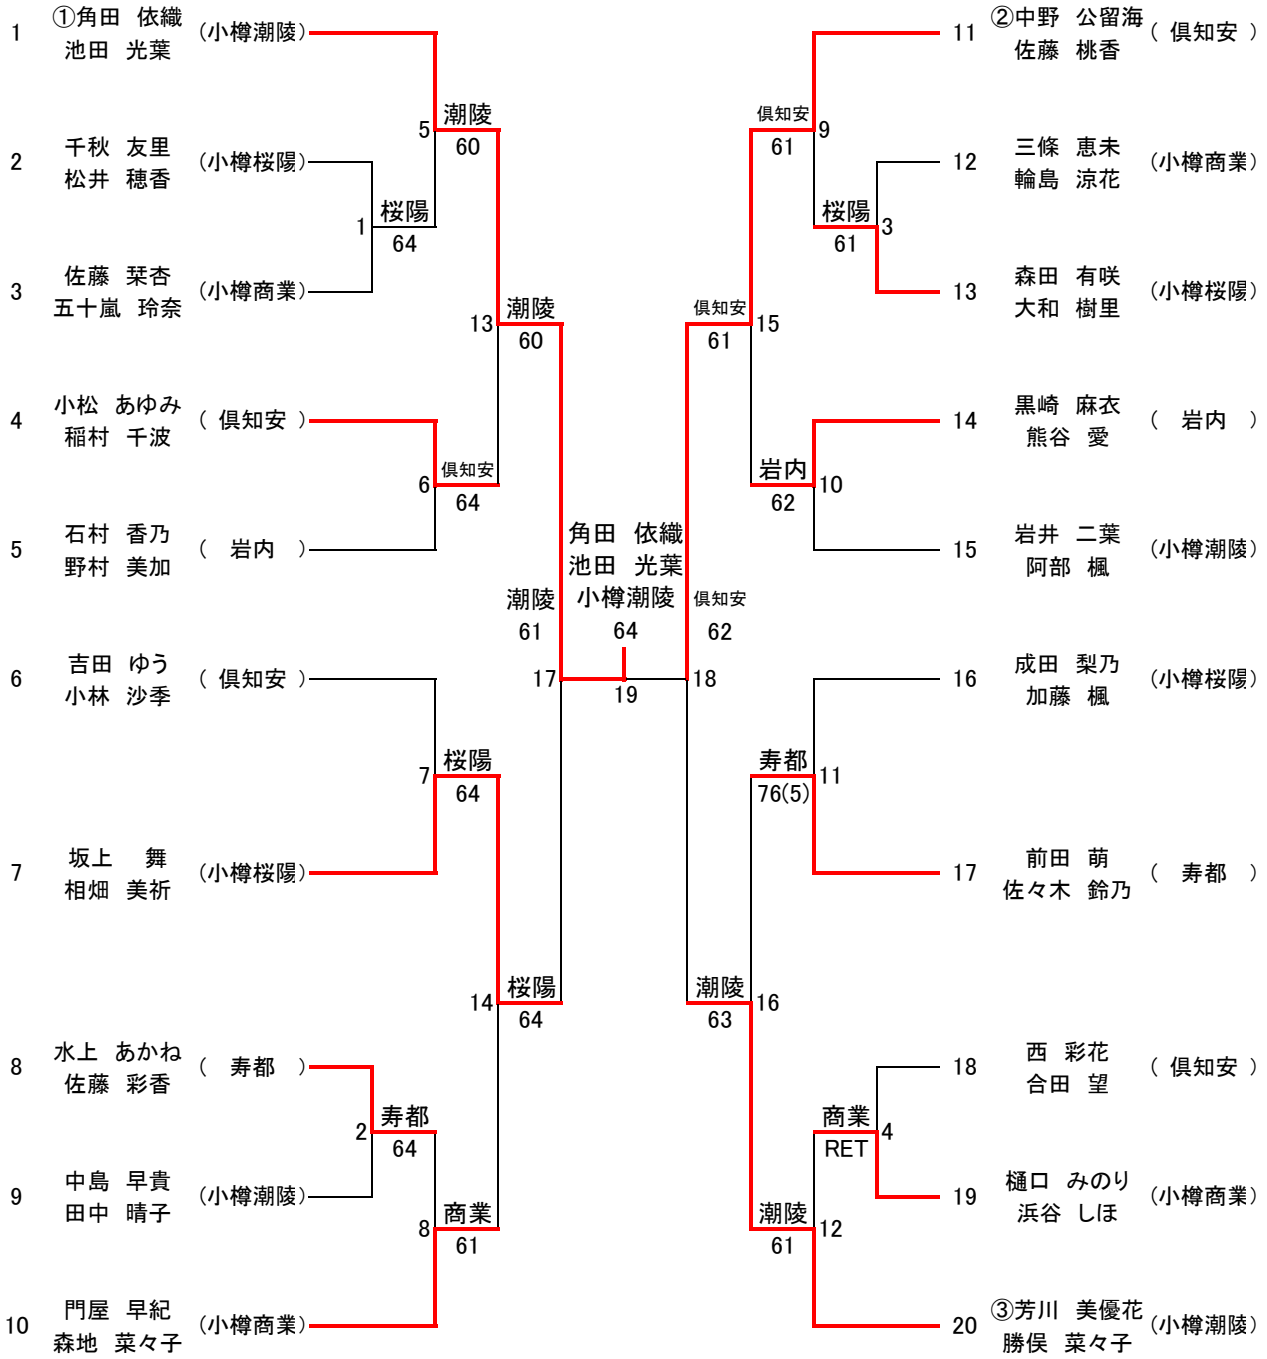 1 ①角田 依織 (小樽潮陵)
池田 光葉
2 千秋 友里 (小樽桜陽)
松井 穂香
3 佐藤 栞杏 (小樽商業)
五十嵐 玲奈
4 小松 あゆみ ( 倶知安 )
稲村 千波
5 石村 香乃 ( 岩内 )
野村 美加
6 吉田 ゆう ( 倶知安 )
小林 沙季
7 坂上 舞 (小樽桜陽)
相畑 美祈
8 水上 あかね ( 寿都 )
佐藤 彩香
9 中島 早貴 (小樽潮陵)
田中 晴子
10 門屋 早紀 (小樽商業)
森地 菜々子
1 桜陽
64
2 寿都
64
5 潮陵
60
6 倶知安
64
7 桜陽
64
8 商業
61
13 潮陵
60
14 桜陽
64
潮陵
61
17
角田 依織
池田 光葉
小樽潮陵
64
19
倶知安
62
18
倶知安 15
61
潮陵 16
63
倶知安 9
61
岩内 10
62
寿都 11
76(5)
潮陵 12
61
桜陽 3
61
商業 4
RET
11 ②中野 公留海 ( 倶知安 )
佐藤 桃香
12 三條 恵未 (小樽商業)
輪島 涼花
13 森田 有咲 (小樽桜陽)
大和 樹里
14 黒崎 麻衣 ( 岩内 )
熊谷 愛
15 岩井 二葉 (小樽潮陵)
阿部 楓
16 成田 梨乃 (小樽桜陽)
加藤 楓
17 前田 萌 ( 寿都 )
佐々木 鈴乃
18 西 彩花 ( 倶知安 )
合田 望
19 樋口 みのり (小樽商業)
浜谷 しほ
20 ③芳川 美優花 (小樽潮陵)
勝俣 菜々子